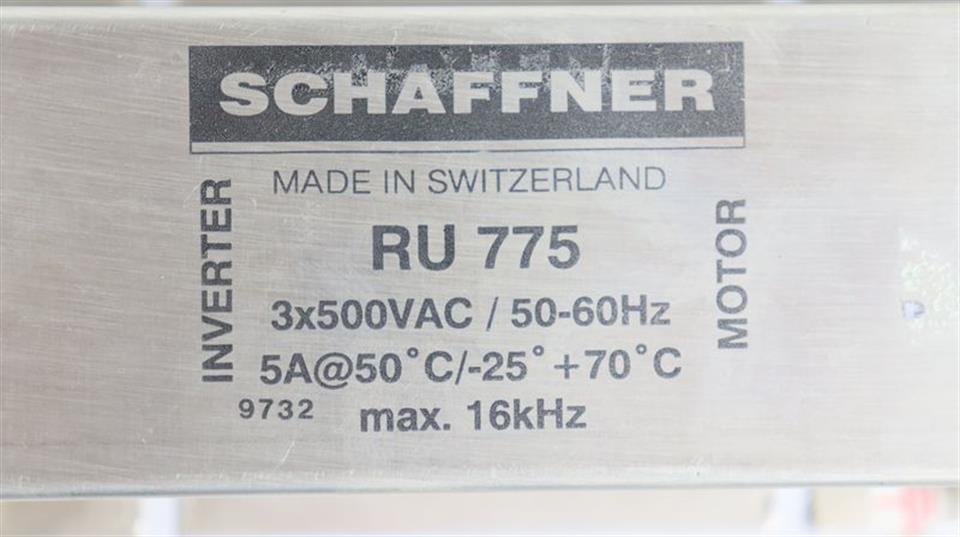 SCHAFFNER
MADE IN SWITZERLAND
INVERTER
RU 775
MOTOR
3x500VAC / 50-60Hz
5A@50°C/-25° +70°C
9732
max. 16kHz